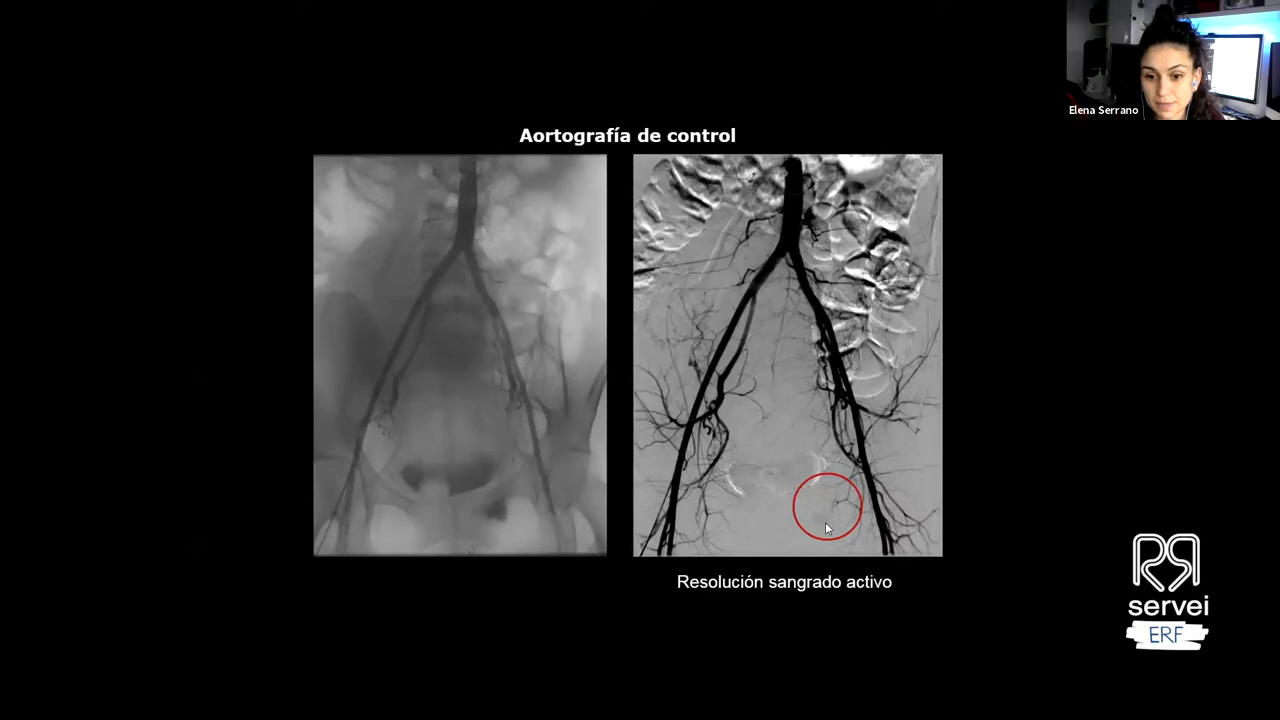 Elena Serrano
Aortografía de control
Resolución sangrado activo
servei
ERF